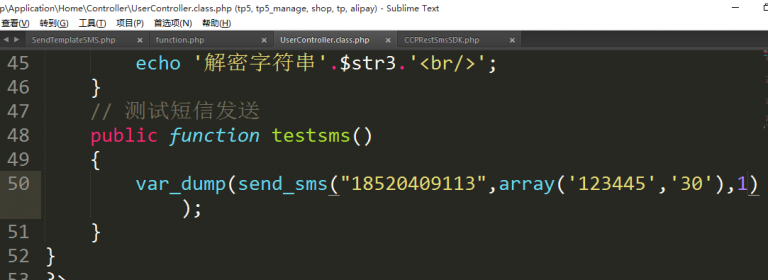 p\Application\Home\Controller\UserController.class.php (tp5, tp5_manage, shop, tp, alipay) - Sublime Text
查看(V) 转到(G) 工具(T) 项目(P) 首选项(N) 帮助(H)
SendTemplateSMS.php function.php UserController.class.php CCPRestSmsSDK.php
45 echo '解密字符串'.$str3.'<br/>';
46 }
47 // 测试短信发送
48 public function testsms()
49 {
50 var_dump(send_sms("18520409113",array('123445','30'),1)
);
51 }
52 }
53 ?>